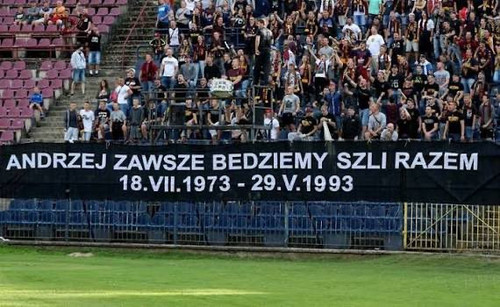 ANDRZEJ ZAWSZE BEDZIEMY SZLI RAZEM
18.VII.1973 - 29.V.1993